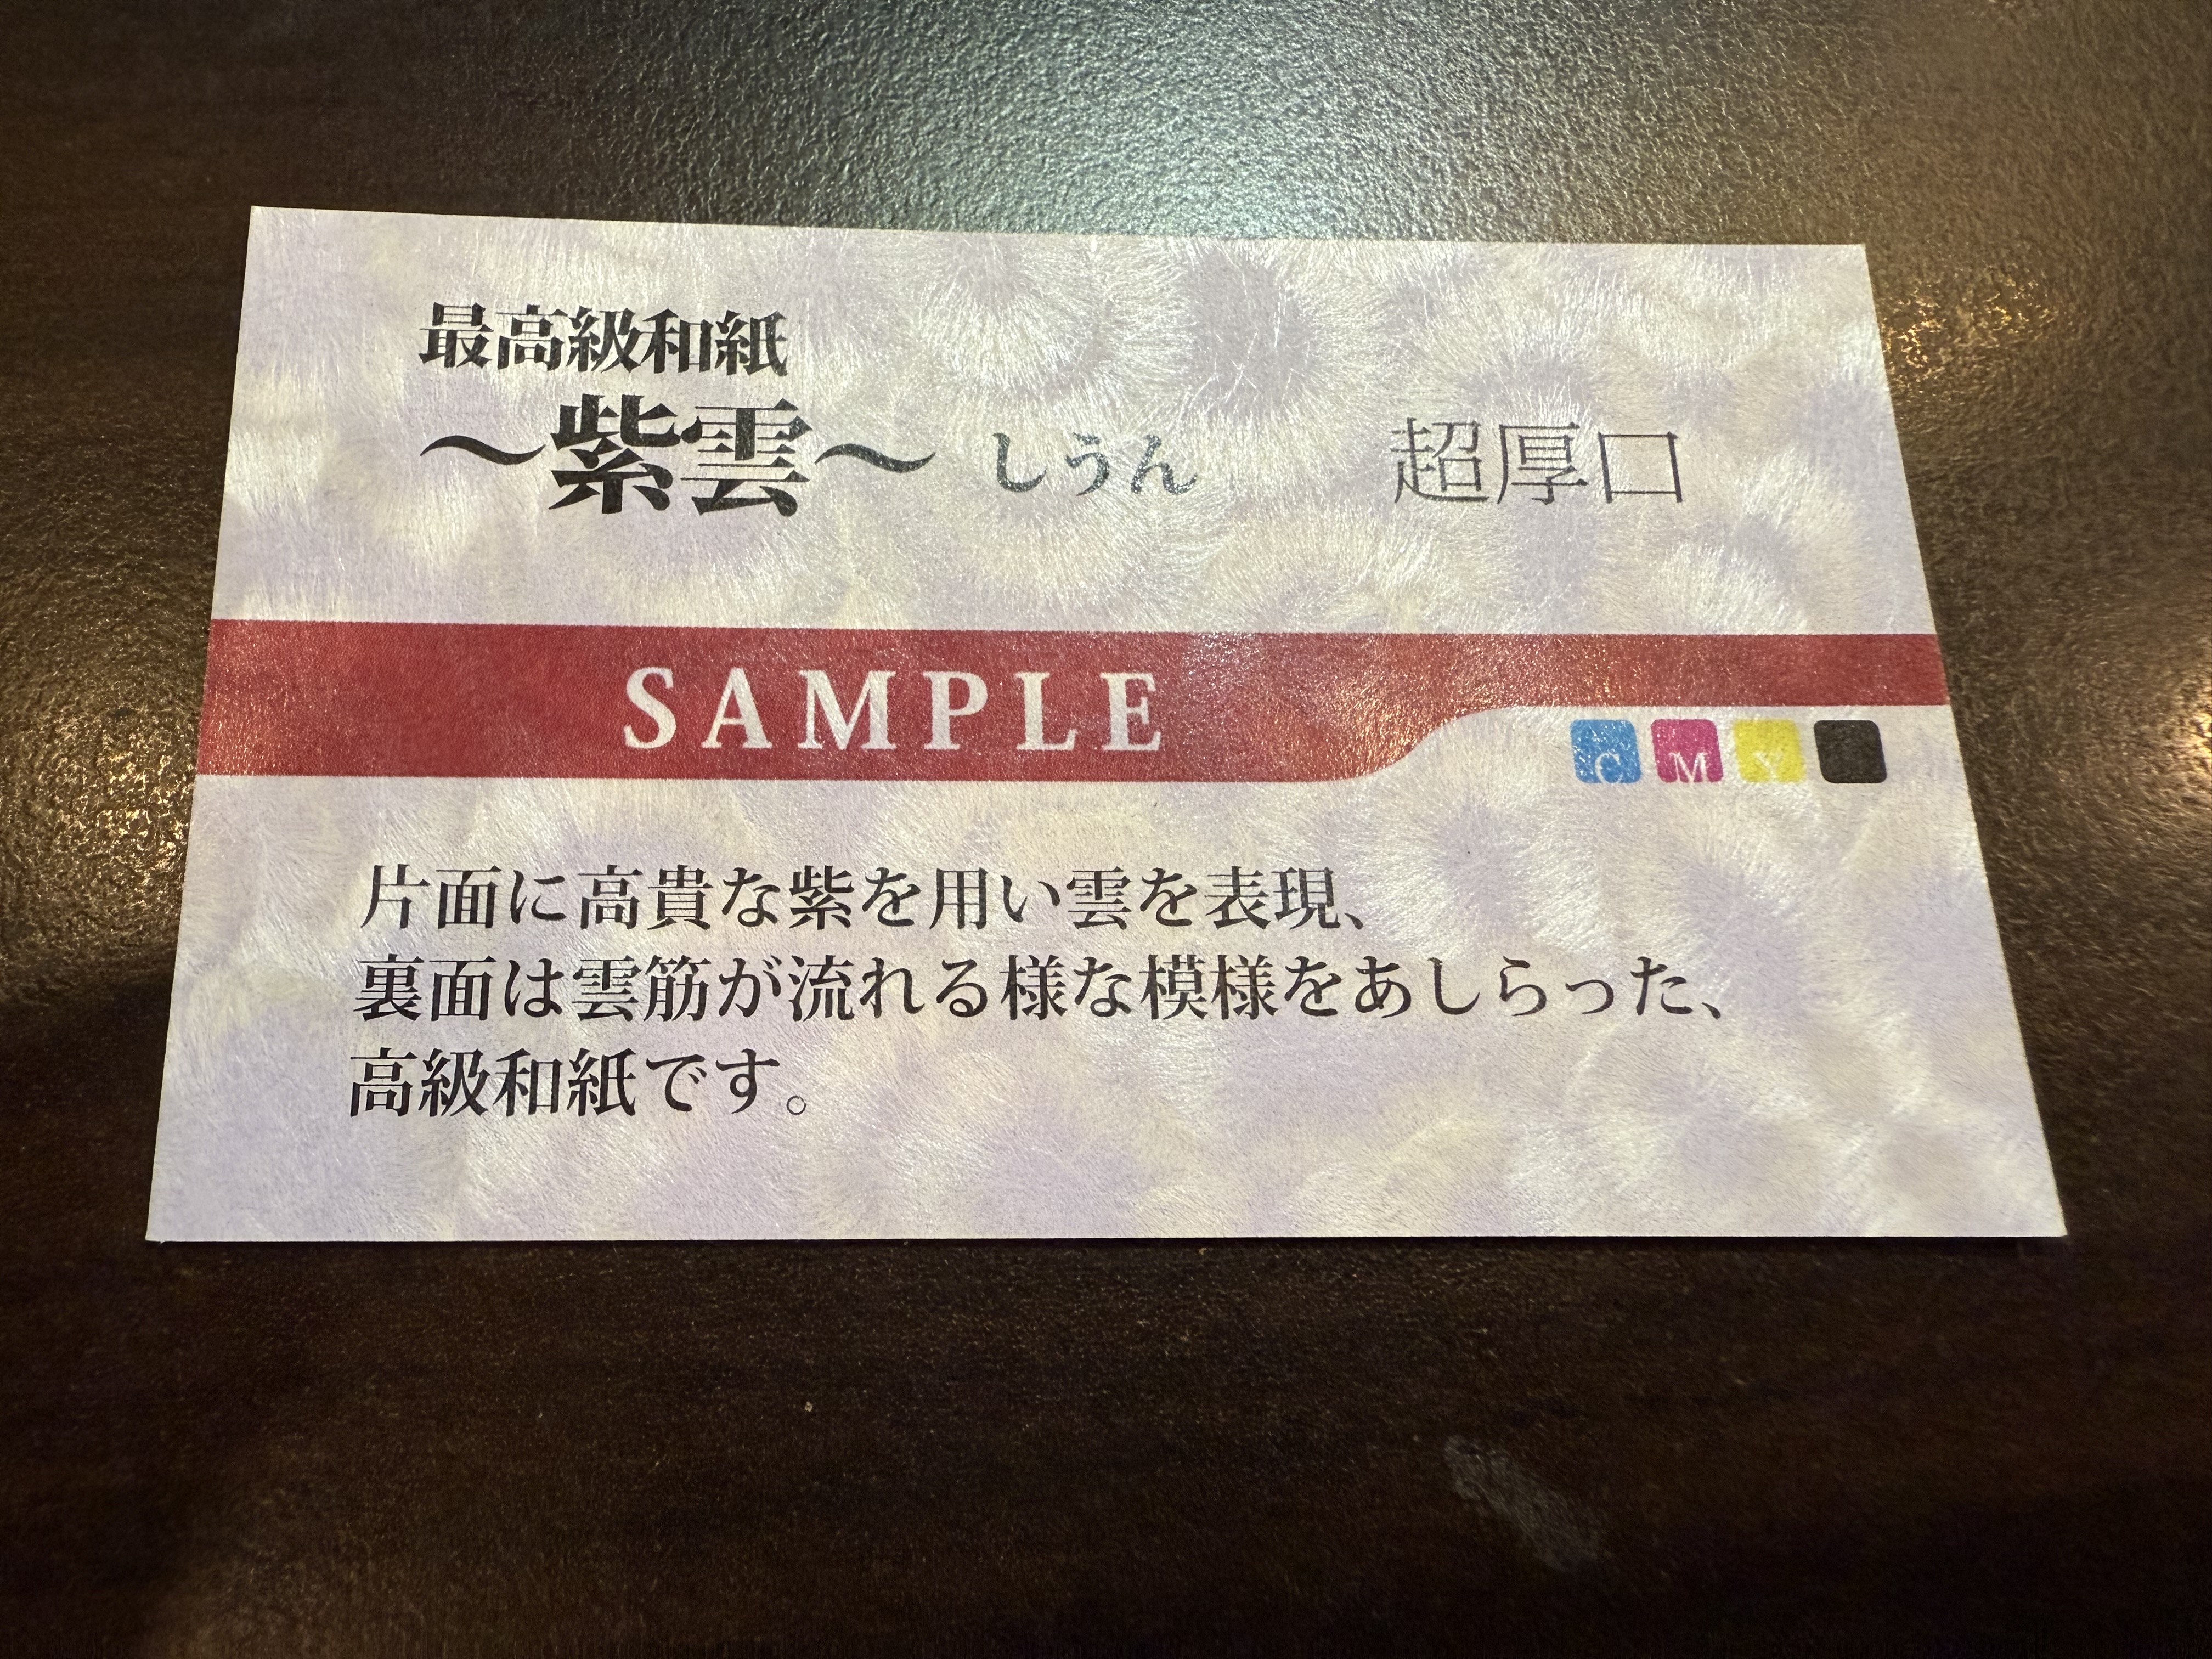 最高級和紙
～紫雲～ しうん 超厚口
SAMPLE
C M Y
片面に高貴な紫を用い雲を表現、
裏面は雲筋が流れる様な模様をあしらった、
高級和紙です。